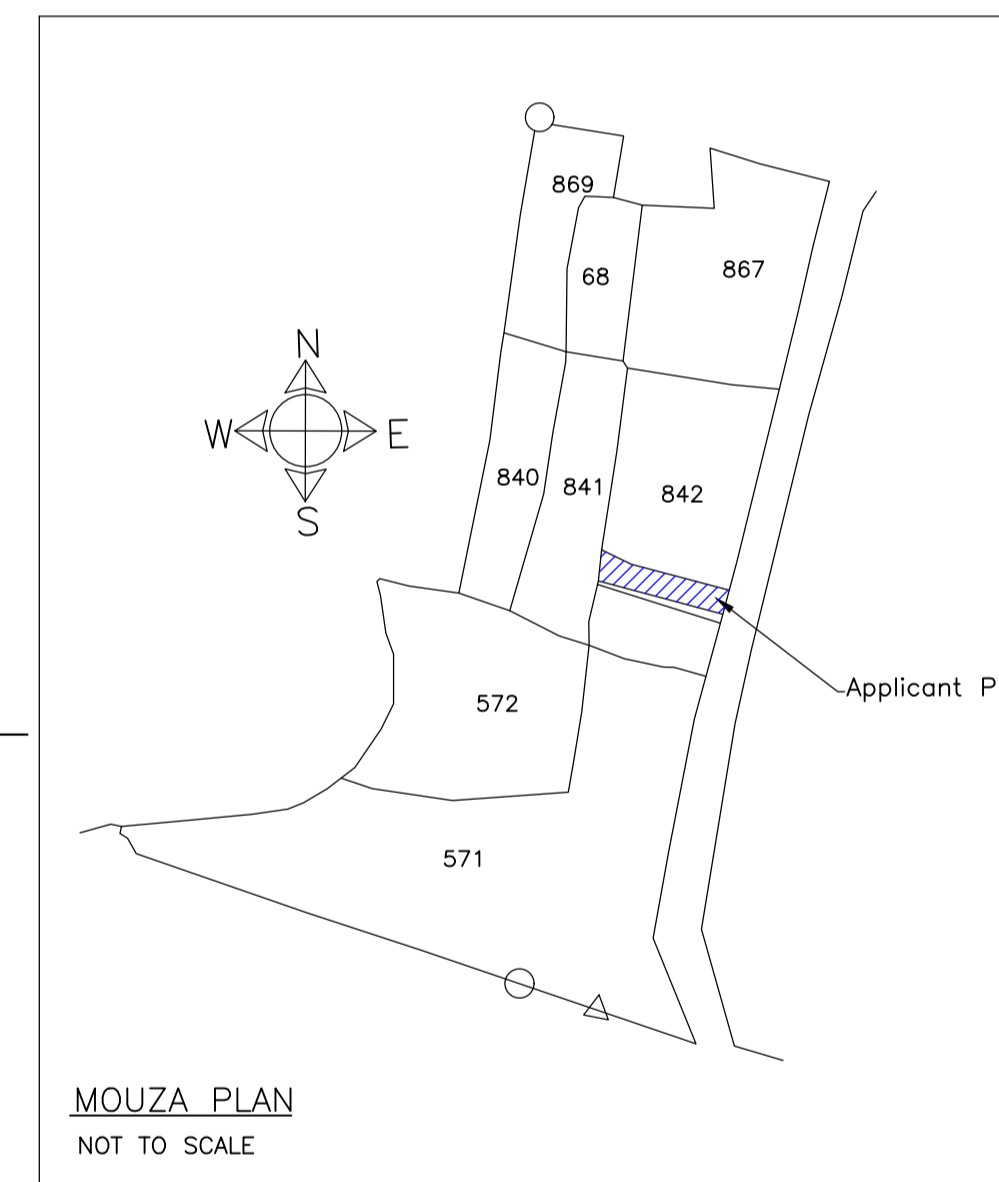 869
68
867
N
W
E
S
840
841
842
Applicant P
572
571
MOUZA PLAN
NOT TO SCALE